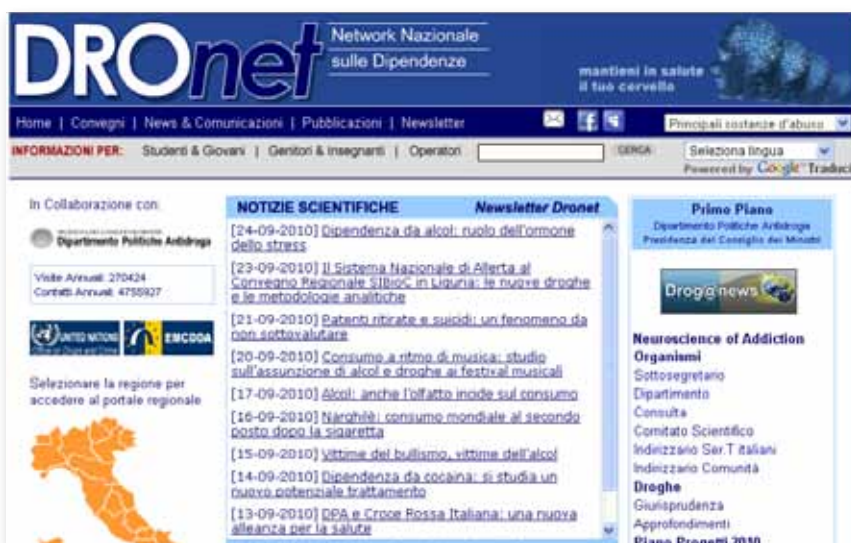 DROnet
Network Nazionale
sulle Dipendenze
mantieni in salute
il tuo cervello
Home | Convegni | News & Comunicazioni | Pubblicazioni | Newsletter
Principali sostanze d'abuso
INFORMAZIONI PER: Studenti & Giovani | Genitori & Insegnanti | Operatori
CERCA
Seleziona lingua
Powered by Google Traduci
In Collaborazione con:
Dipartimento Politiche Antidroga
Visite Annuali: 270424
Contatti Annuali: 4755927
UNITED NATIONS
Office on Drugs and Crime
EMCDDA
Selezionare la regione per
accedere al portale regionale
NOTIZIE SCIENTIFICHE Newsletter Dronet
[24-09-2010] Dipendenza da alcol: ruolo dell'ormone
dello stress
[23-09-2010] Il Sistema Nazionale di Allerta al
Convegno Regionale SIBioC in Liguria: le nuove droghe
e le metodologie analitiche
[21-09-2010] Patenti ritirate e suicidi: un fenomeno da
non sottovalutare
[20-09-2010] Consumo a ritmo di musica: studio
sull'assunzione di alcol e droghe ai festival musicali
[17-09-2010] Alcol: anche l'olfatto incide sul consumo
[16-09-2010] Narghilè: consumo mondiale al secondo
posto dopo la sigaretta
[15-09-2010] Vittime del bullismo, vittime dell'alcol
[14-09-2010] Dipendenza da cocaina: si studia un
nuovo potenziale trattamento
[13-09-2010] DPA e Croce Rossa Italiana: una nuova
alleanza per la salute
Primo Piano
Dipartimento Politiche Antidroga
Presidenza del Consiglio dei Ministri
Drog@news
Neuroscience of Addiction
Organismi
Sottosegretario
Dipartimento
Consulta
Comitato Scientifico
Indirizzario Ser.T italiani
Indirizzario Comunità
Droghe
Giurisprudenza
Approfondimenti
Piano Progetti 2010